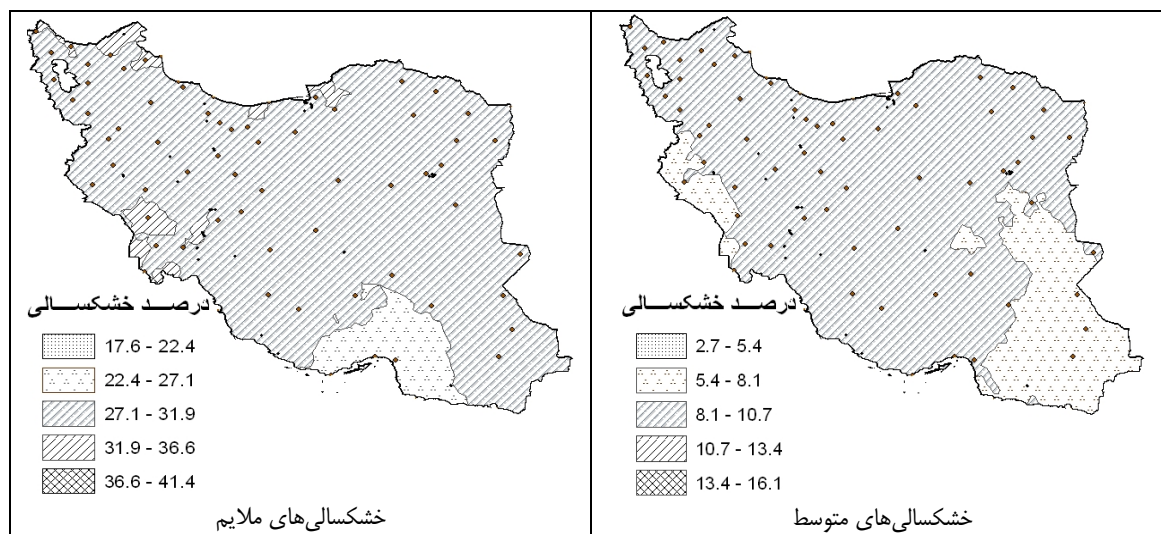 درصد خشکسالی
17.6 - 22.4
22.4 - 27.1
27.1 - 31.9
31.9 - 36.6
36.6 - 41.4
خشکسالی‌های ملایم
درصد خشکسالی
2.7 - 5.4
5.4 - 8.1
8.1 - 10.7
10.7 - 13.4
13.4 - 16.1
خشکسالی‌های متوسط